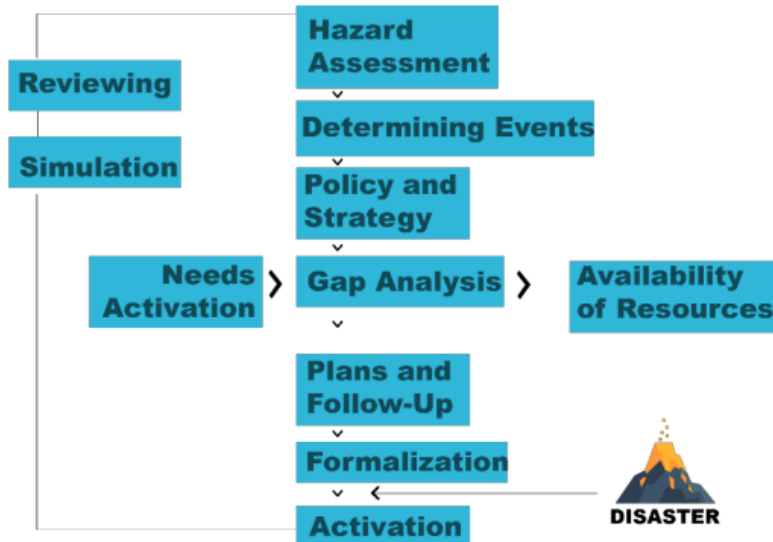 Hazard
Assessment
Reviewing
Determining Events
Simulation
Policy and
Strategy
Needs
Activation
Gap Analysis
Availability
of Resources
Plans and
Follow-Up
Formalization
DISASTER
Activation